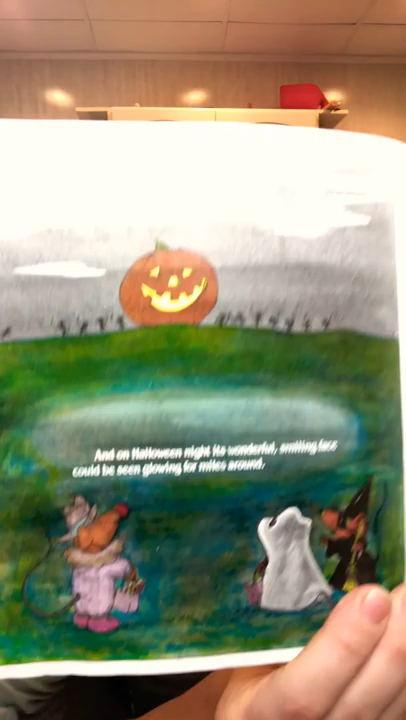 And on Halloween night its wonderful, smiling face
could be seen glowing for miles around.